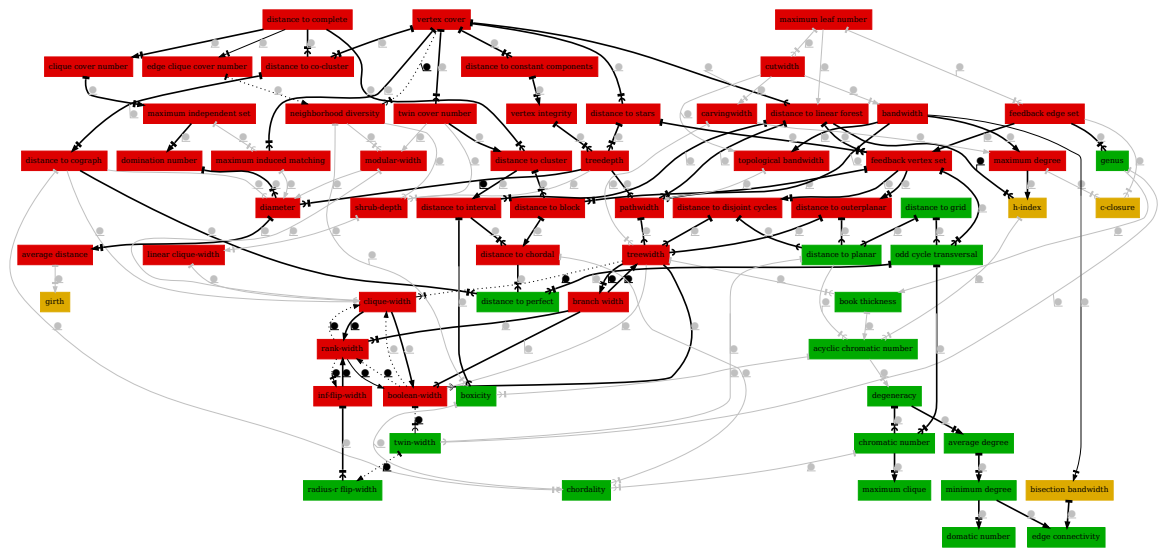 distance to complete
vertex cover
maximum leaf number
clique cover number
edge clique cover number
distance to co-cluster
distance to constant components
cutwidth
maximum independent set
neighborhood diversity
twin cover number
vertex integrity
distance to stars
carvingwidth
distance to linear forest
bandwidth
feedback edge set
distance to cograph
domination number
maximum induced matching
modular-width
distance to cluster
treedepth
topological bandwidth
feedback vertex set
maximum degree
genus
diameter
shrub-depth
distance to interval
distance to block
pathwidth
distance to disjoint cycles
distance to outerplanar
distance to grid
h-index
c-closure
average distance
linear clique-width
distance to chordal
treewidth
distance to planar
odd cycle transversal
girth
clique-width
distance to perfect
branch width
book thickness
rank-width
acyclic chromatic number
inf-flip-width
boolean-width
boxicity
degeneracy
twin-width
chromatic number
average degree
radius-r flip-width
chordality
maximum clique
minimum degree
bisection bandwidth
domatic number
edge connectivity